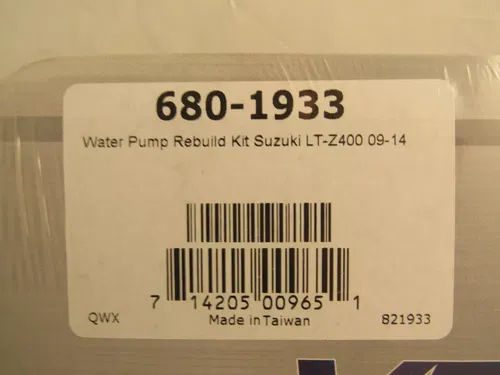 680-1933
Water Pump Rebuild Kit Suzuki LT-Z400 09-14
7 14205 00965 1
QWX Made in Taiwan 821933